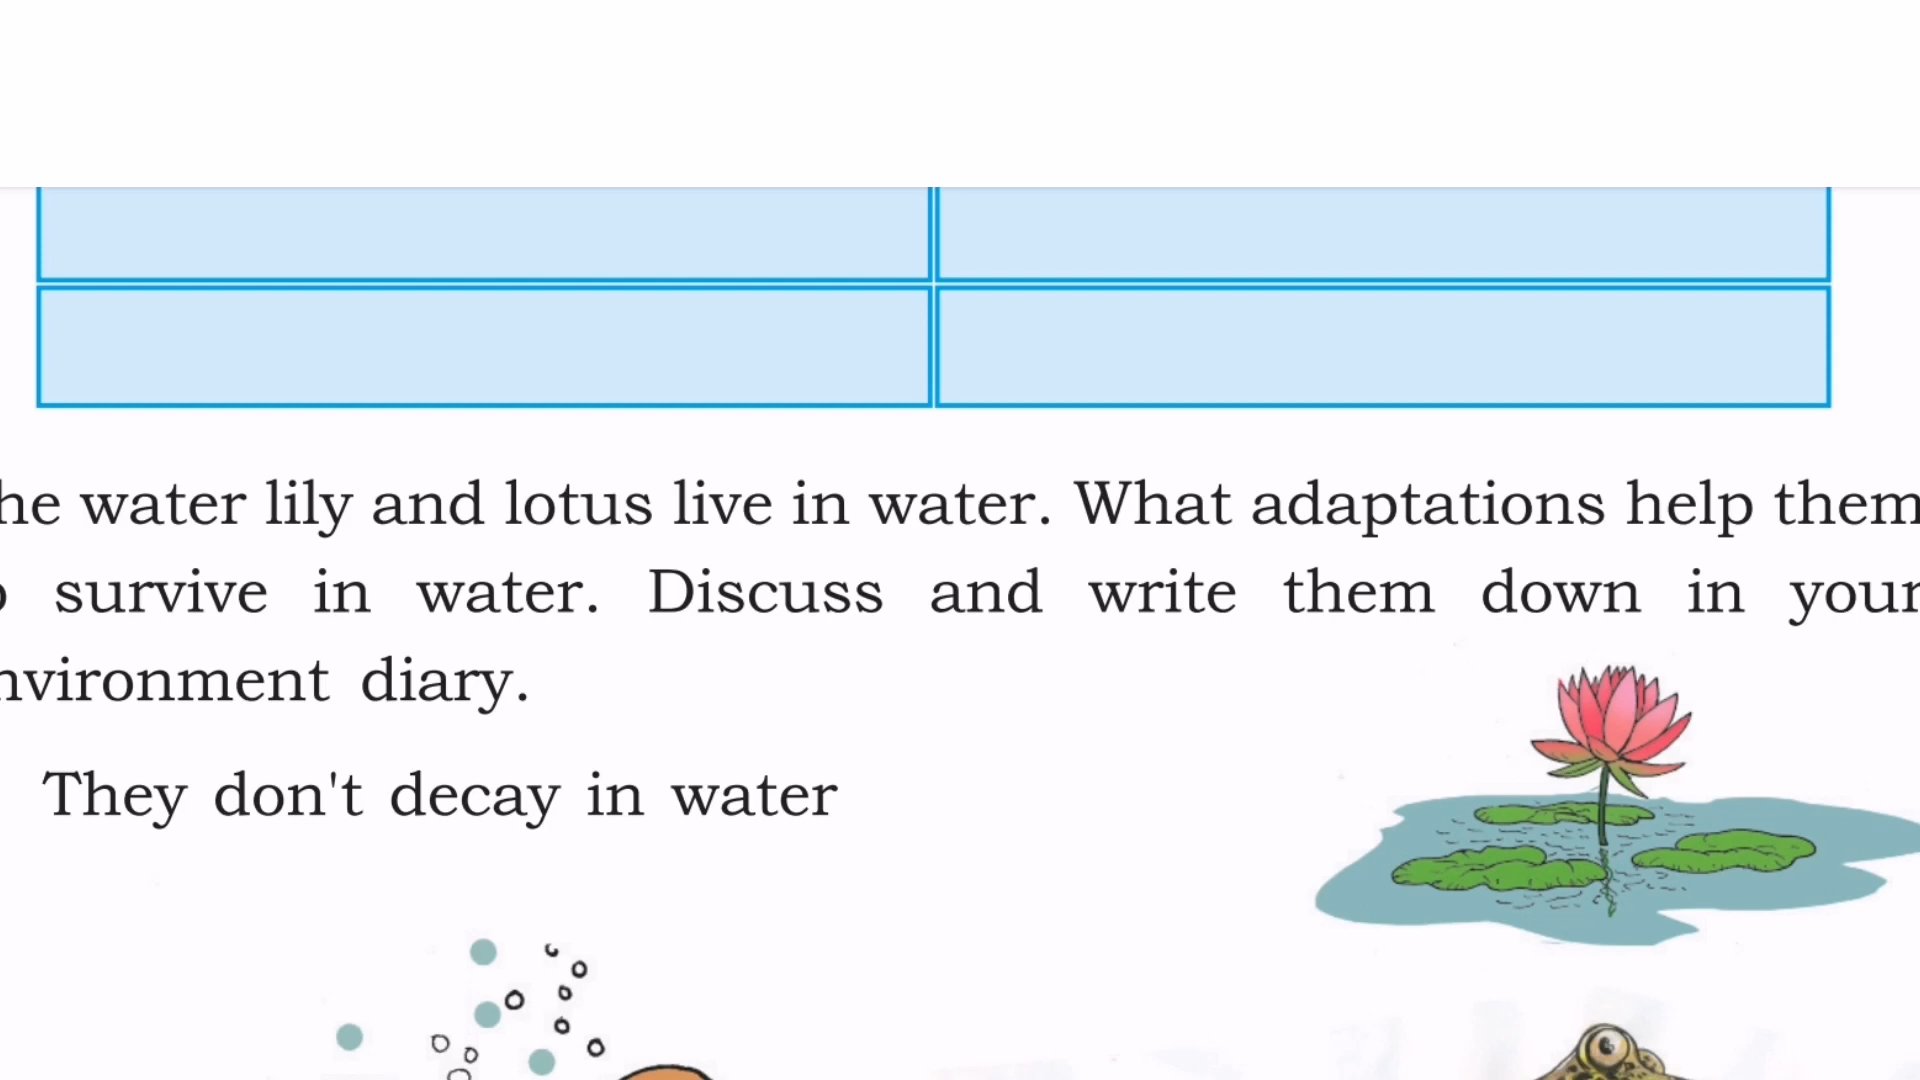 he water lily and lotus live in water. What adaptations help them
survive in water. Discuss and write them down in your
nvironment diary.
They don't decay in water